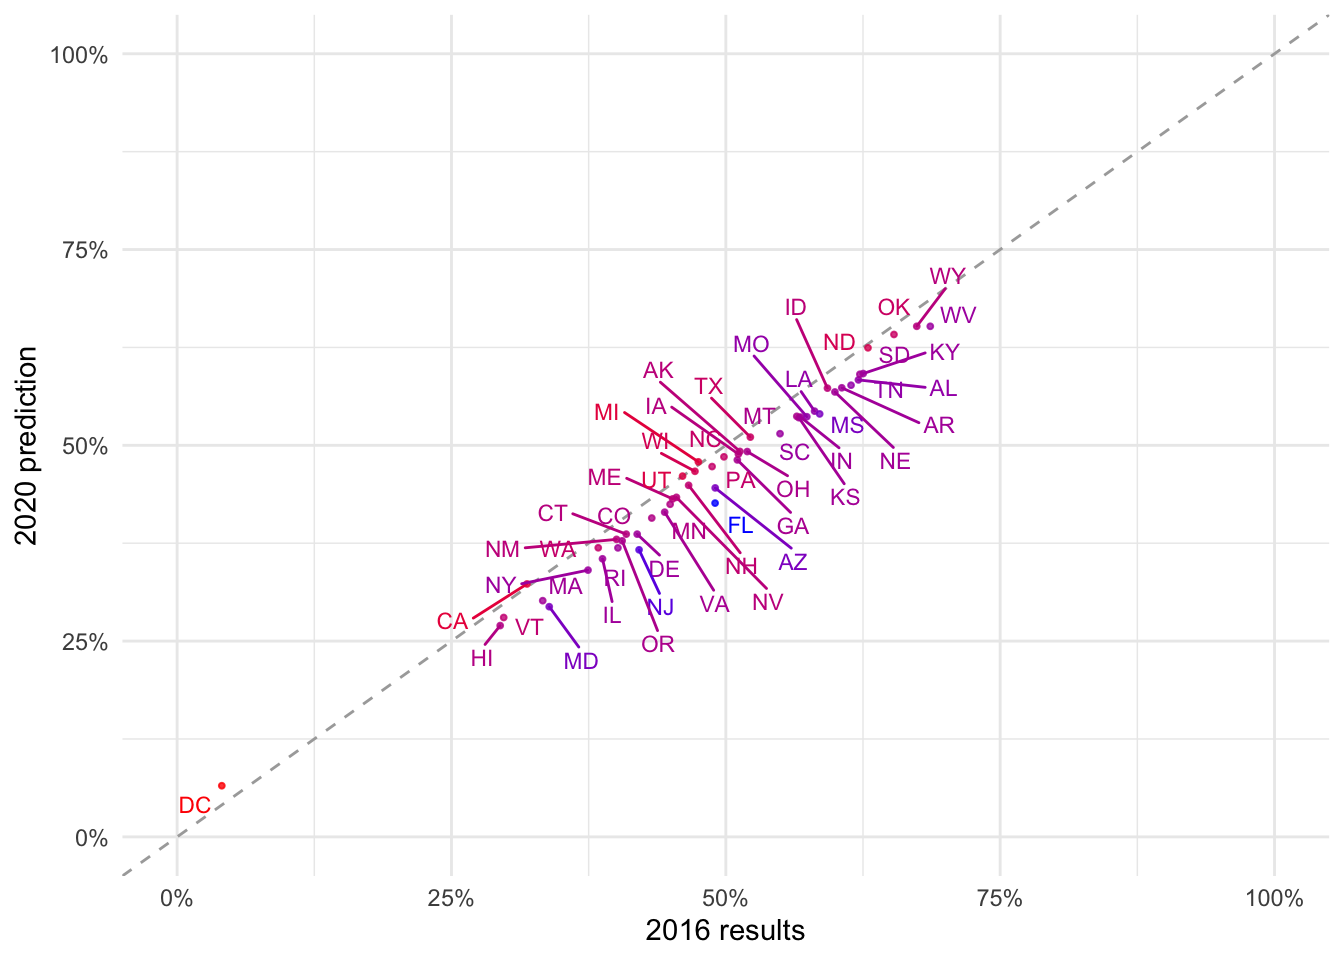 100%
75%
50%
25%
0%
2020 prediction
WY
OK
WV
ID
ND
MO
SD
KY
AK
TX
LA
TN
AL
MI
IA
MT
MS
AR
WI
NC
SC
IN
NE
ME
UT
PA
OH
KS
CT
CO
MN
FL
GA
NM
WA
DE
NH
AZ
NY
MA
RI
NJ
VA
NV
CA
VT
IL
OR
HI
MD
DC
0%
25%
50%
75%
100%
2016 results